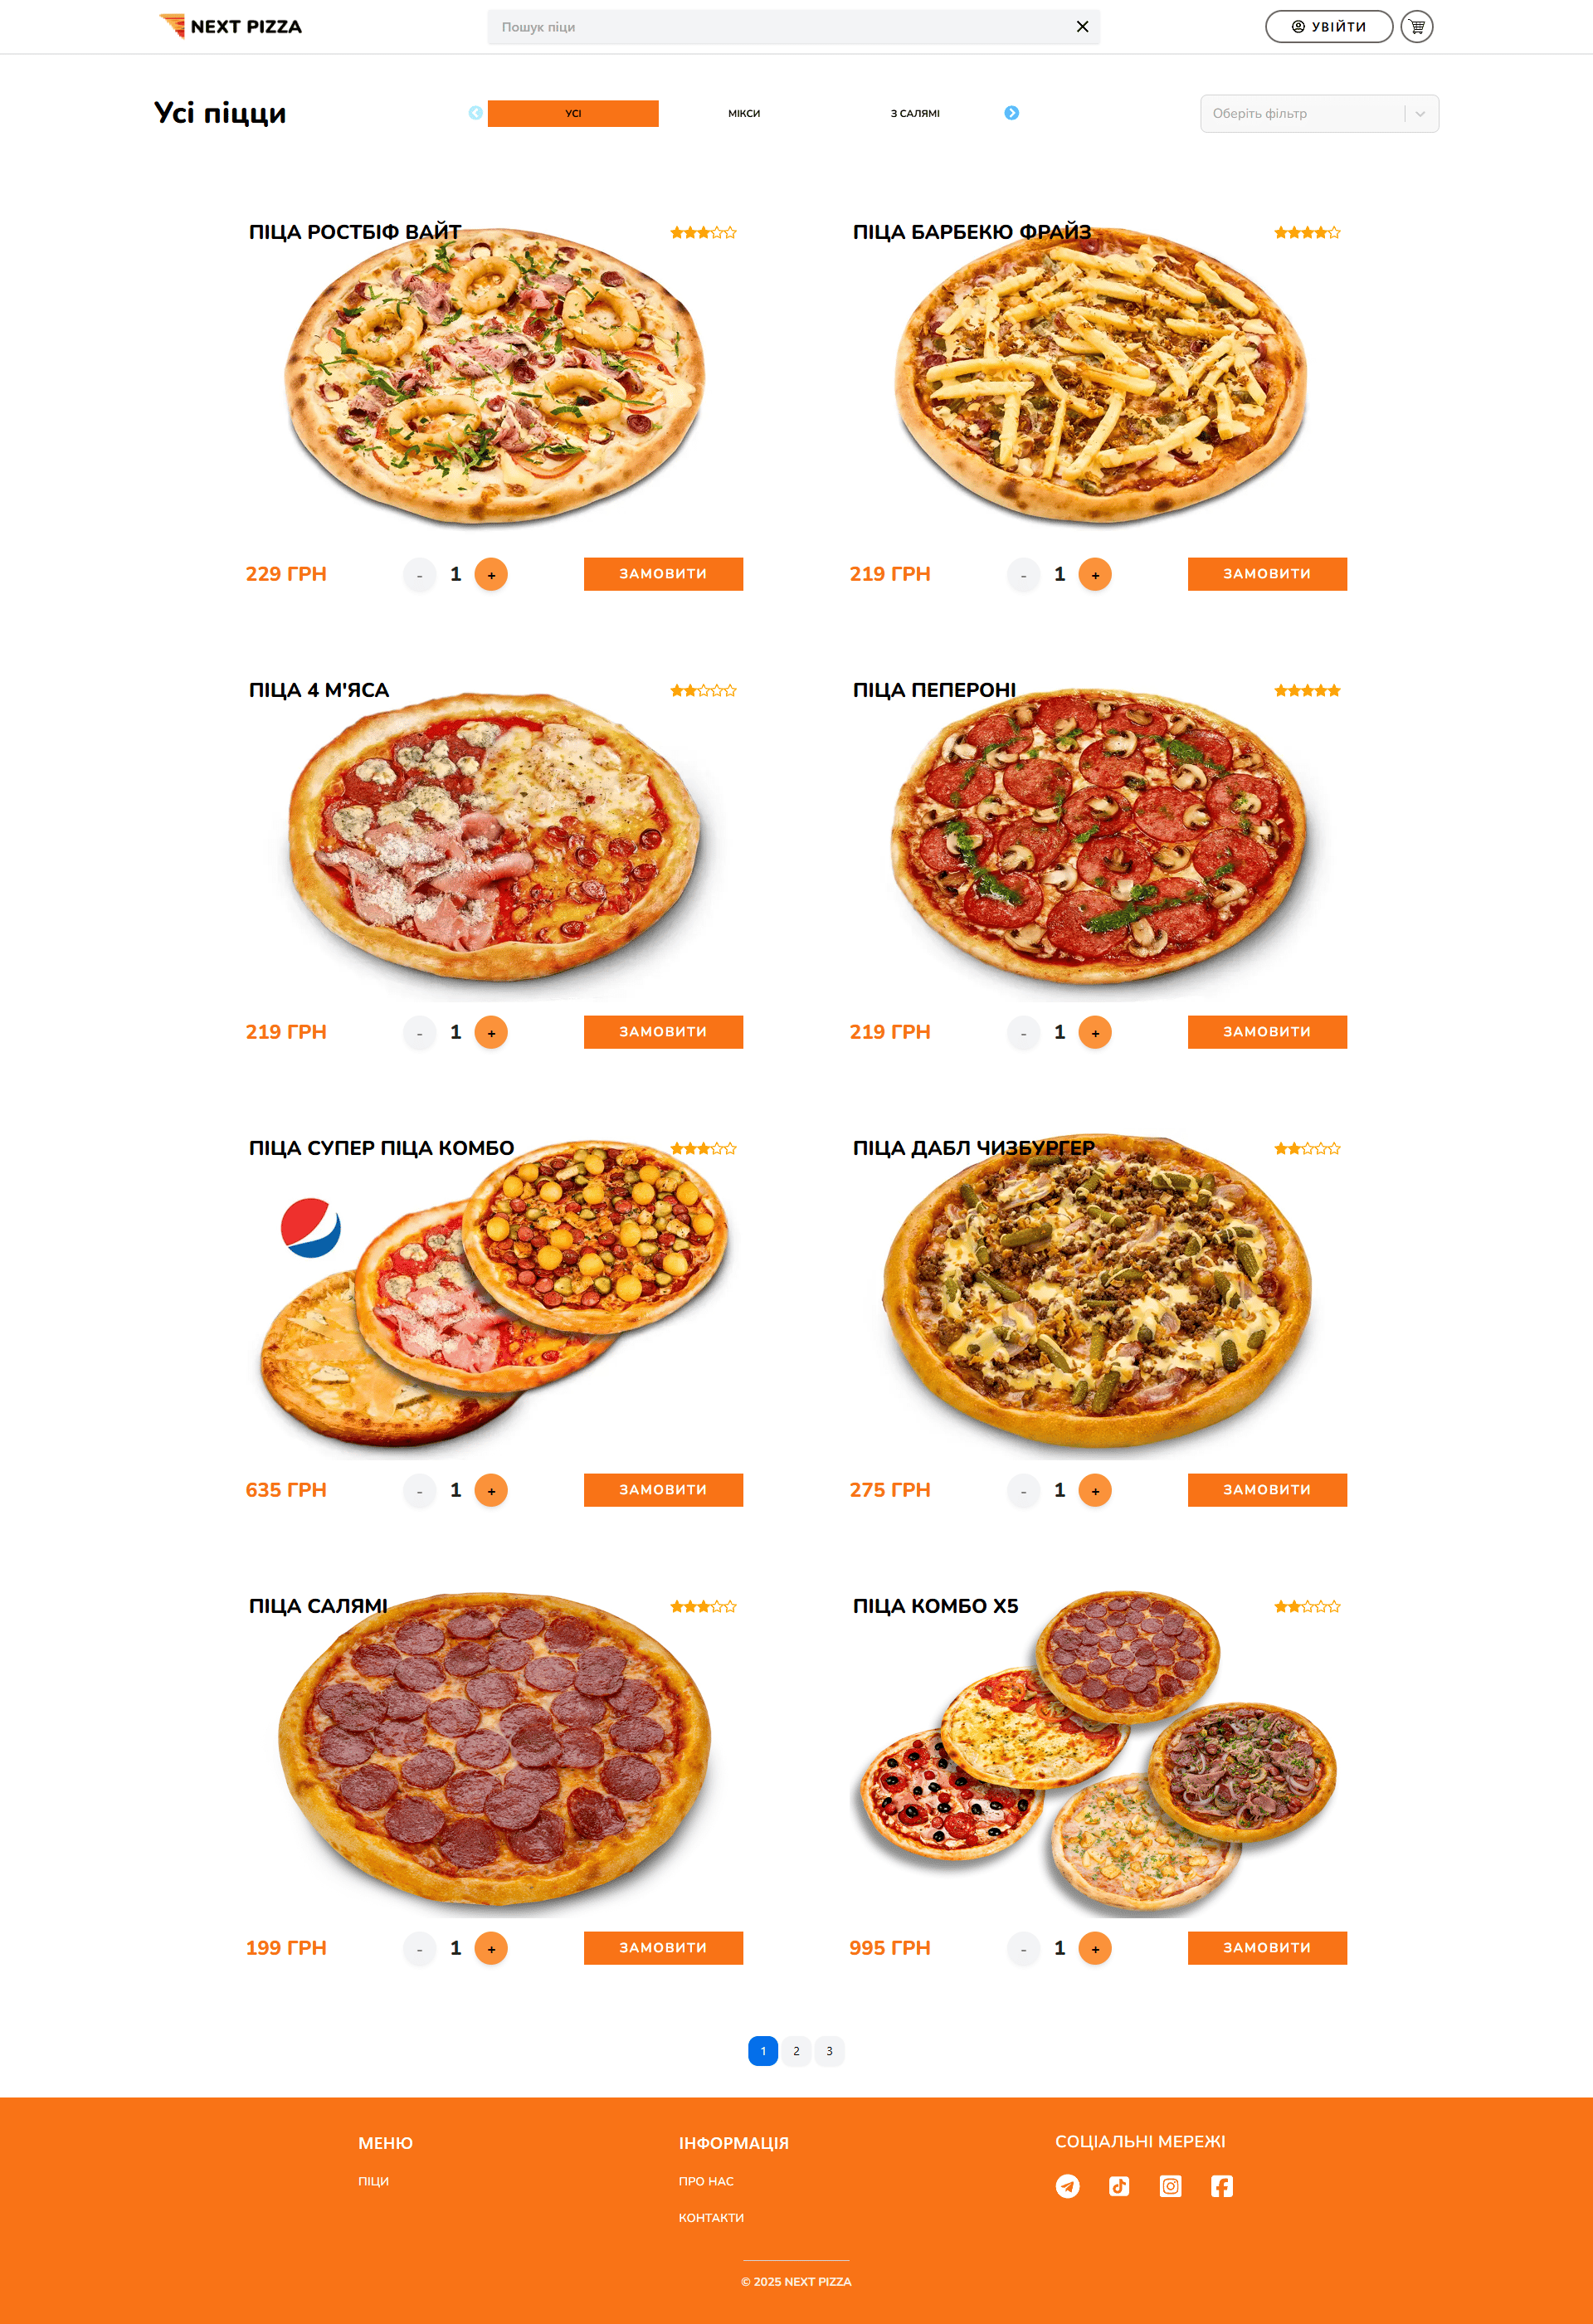 NEXT PIZZA
Пошук піци
УВІЙТИ
Усі піцци
УСІ
МІКСИ
З САЛЯМІ
Оберіть фільтр
ПІЦА РОСТБІФ ВАЙТ
ПІЦА БАРБЕКЮ ФРАЙЗ
229 ГРН
-
1
+
ЗАМОВИТИ
219 ГРН
-
1
+
ЗАМОВИТИ
ПІЦА 4 М'ЯСА
ПІЦА ПЕПЕРОНІ
219 ГРН
-
1
+
ЗАМОВИТИ
219 ГРН
-
1
+
ЗАМОВИТИ
ПІЦА СУПЕР ПІЦА КОМБО
ПІЦА ДАБЛ ЧИЗБУРГЕР
635 ГРН
-
1
+
ЗАМОВИТИ
275 ГРН
-
1
+
ЗАМОВИТИ
ПІЦА САЛЯМІ
ПІЦА КОМБО Х5
199 ГРН
-
1
+
ЗАМОВИТИ
995 ГРН
-
1
+
ЗАМОВИТИ
1
2
3
МЕНЮ
ПІЦИ
ІНФОРМАЦІЯ
ПРО НАС
КОНТАКТИ
СОЦІАЛЬНІ МЕРЕЖІ
© 2025 NEXT PIZZA